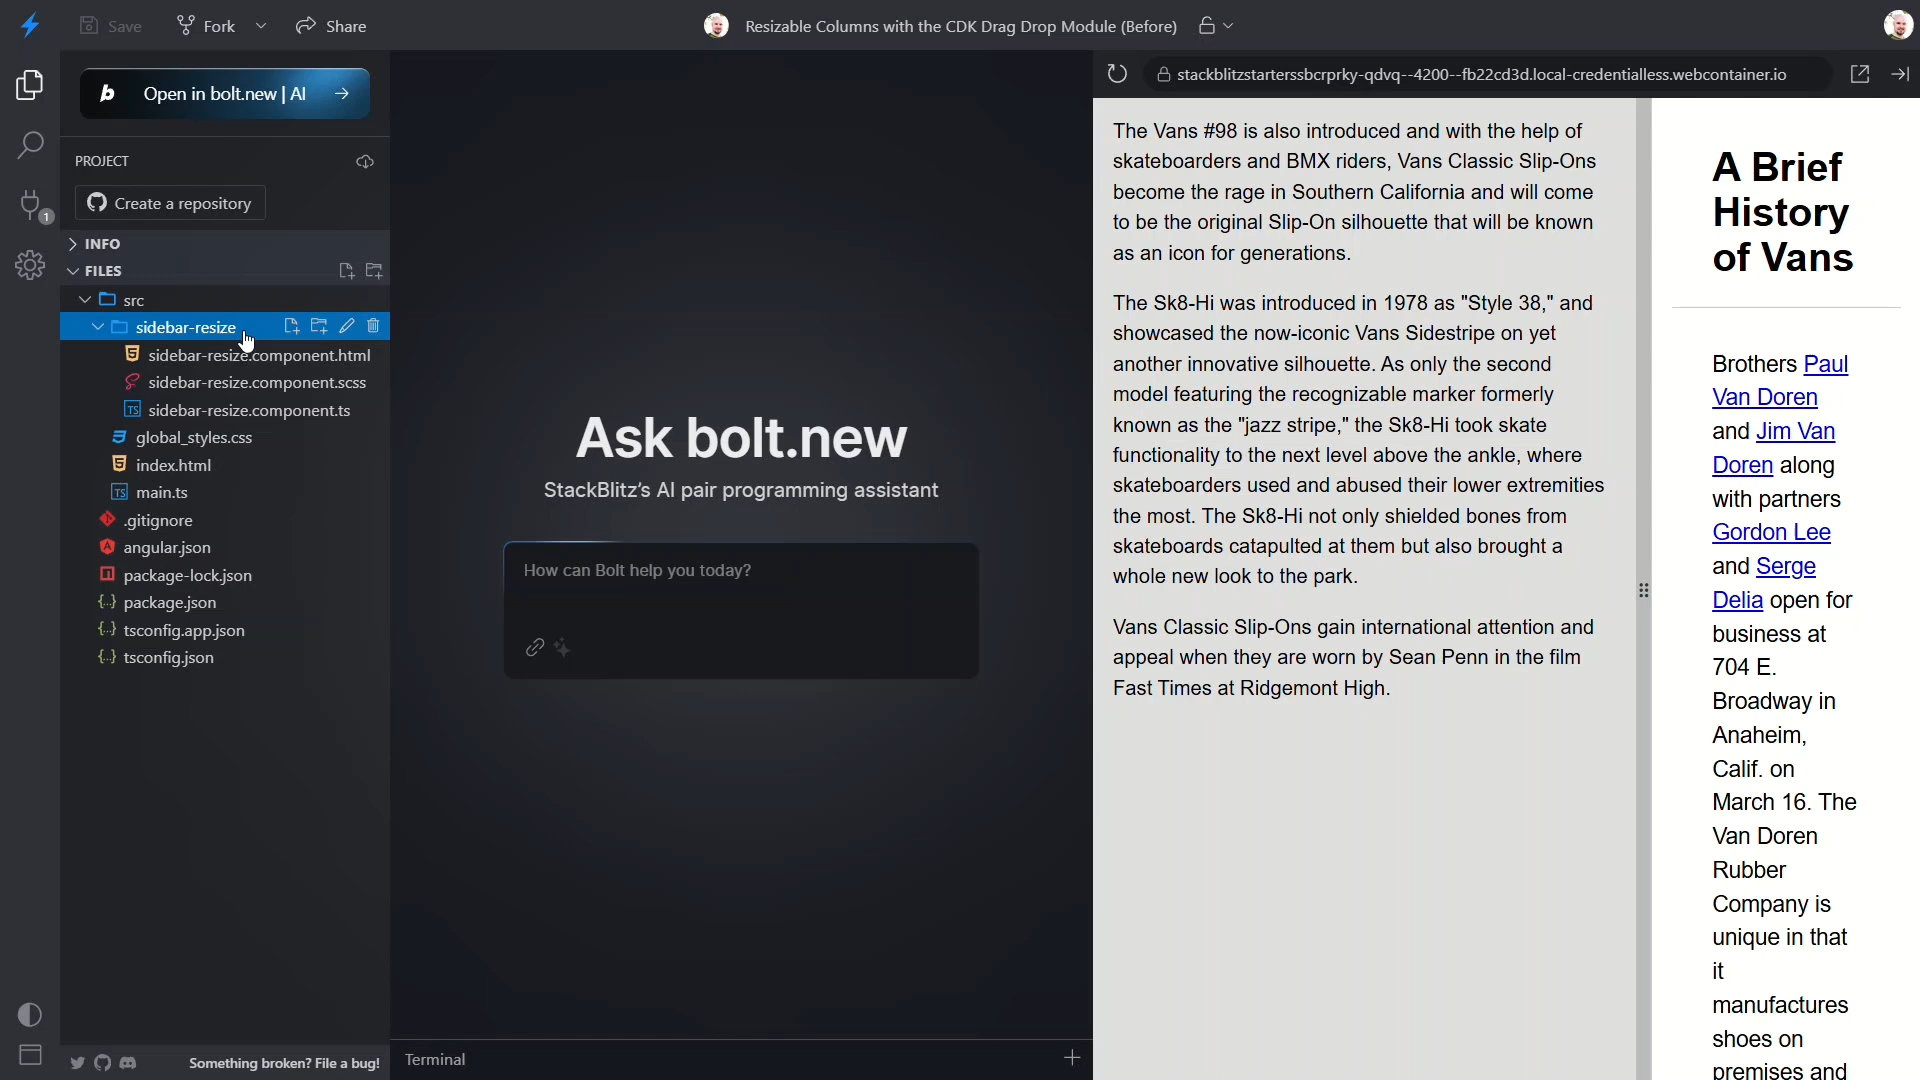 Save
Fork
Share
Resizable Columns with the CDK Drag Drop Module (Before)
b Open in bolt.new | AI
PROJECT
Create a repository
1
INFO
FILES
src
sidebar-resize
sidebar-resize.component.html
sidebar-resize.component.scss
TS sidebar-resize.component.ts
global_styles.css
index.html
TS main.ts
.gitignore
angular.json
package-lock.json
{..} package.json
{..} tsconfig.app.json
{..} tsconfig.json
Something broken? File a bug!
Ask bolt.new
StackBlitz's AI pair programming assistant
How can Bolt help you today?
Terminal
stackblitzstarterssbcrprky-qdvq--4200--fb22cd3d.local-credentialless.webcontainer.io
The Vans #98 is also introduced and with the help of
skateboarders and BMX riders, Vans Classic Slip-Ons
become the rage in Southern California and will come
to be the original Slip-On silhouette that will be known
as an icon for generations.
The Sk8-Hi was introduced in 1978 as "Style 38," and
showcased the now-iconic Vans Sidestripe on yet
another innovative silhouette. As only the second
model featuring the recognizable marker formerly
known as the "jazz stripe," the Sk8-Hi took skate
functionality to the next level above the ankle, where
skateboarders used and abused their lower extremities
the most. The Sk8-Hi not only shielded bones from
skateboards catapulted at them but also brought a
whole new look to the park.
Vans Classic Slip-Ons gain international attention and
appeal when they are worn by Sean Penn in the film
Fast Times at Ridgemont High.
A Brief
History
of Vans
Brothers Paul
Van Doren
and Jim Van
Doren along
with partners
Gordon Lee
and Serge
Delia open for
business at
704 E.
Broadway in
Anaheim,
Calif. on
March 16. The
Van Doren
Rubber
Company is
unique in that
it
manufactures
shoes on
premises and